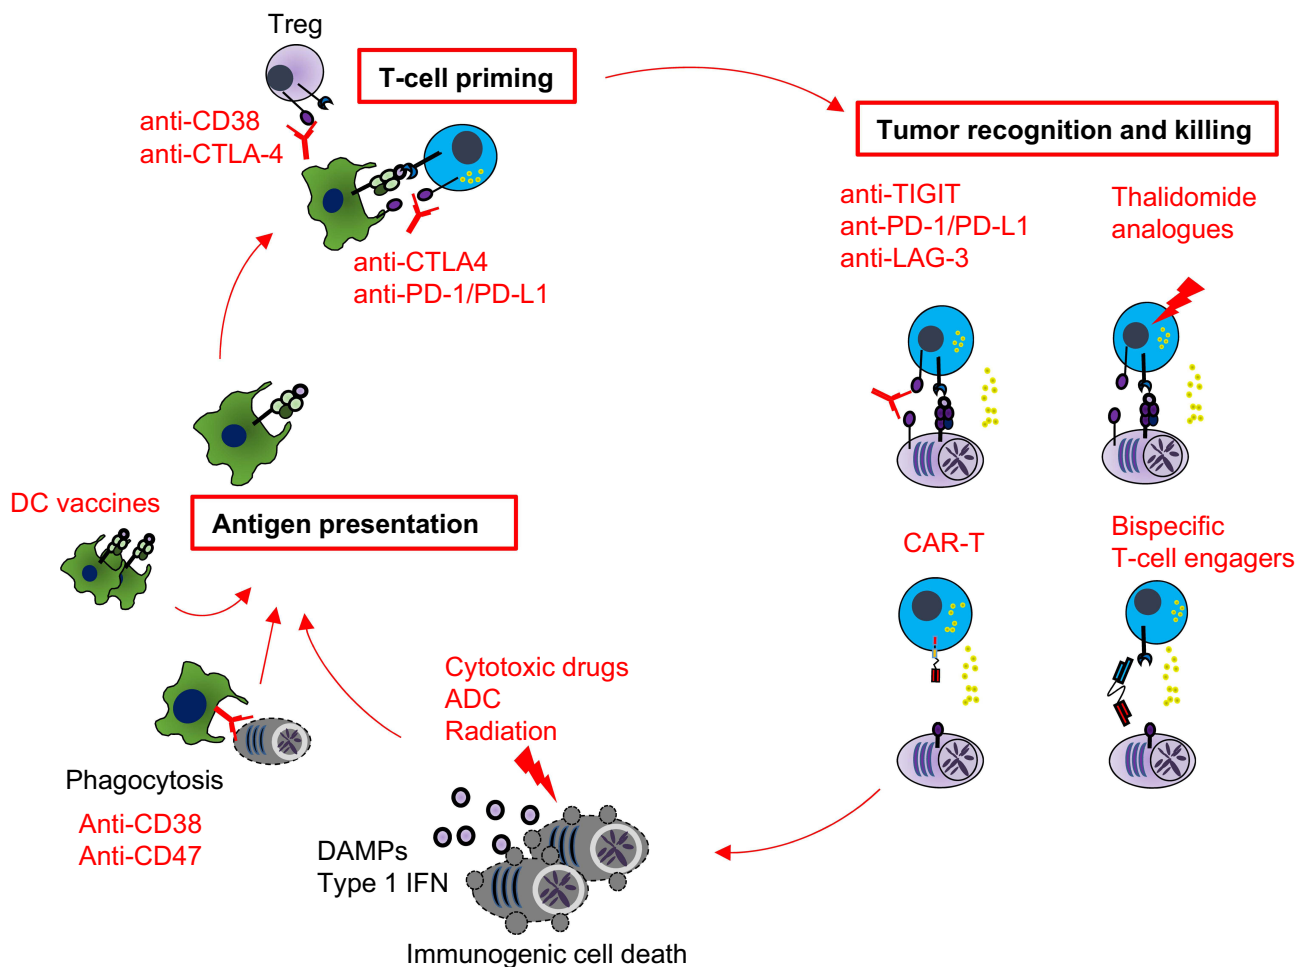 Treg
T-cell priming
anti-CD38
anti-CTLA-4
anti-CTLA4
anti-PD-1/PD-L1
Tumor recognition and killing
anti-TIGIT
ant-PD-1/PD-L1
anti-LAG-3
Thalidomide
analogues
DC vaccines
Antigen presentation
CAR-T
Bispecific
T-cell engagers
Cytotoxic drugs
ADC
Radiation
Phagocytosis
Anti-CD38
Anti-CD47
DAMPs
Type 1 IFN
Immunogenic cell death